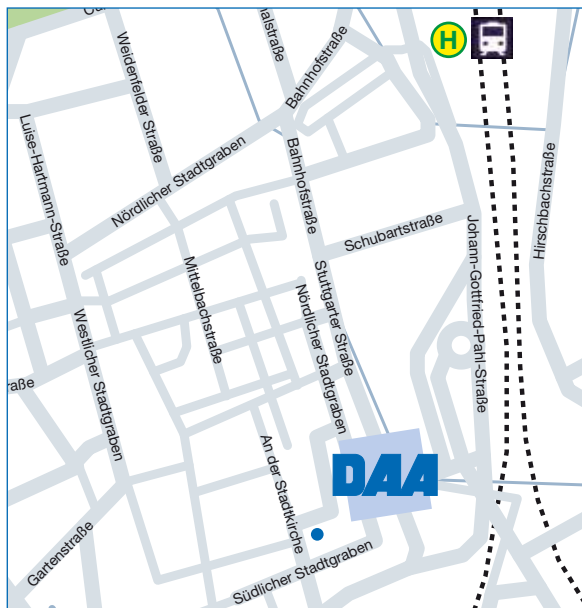 H
Weidenfelder Straße
Bahnhofstraße
Luise-Hartmann-Straße
Nördlicher Stadtgraben
Bahnhofstraße
Hirschbachstraße
Schubartstraße
Johann-Gottfried-Pahl-Straße
Mittelbachstraße
Stuttgarter Straße
Nördlicher Stadtgraben
Westlicher Stadtgraben
raße
An der Stadtkirche
DAA
Gartenstraße
Südlicher Stadtgraben